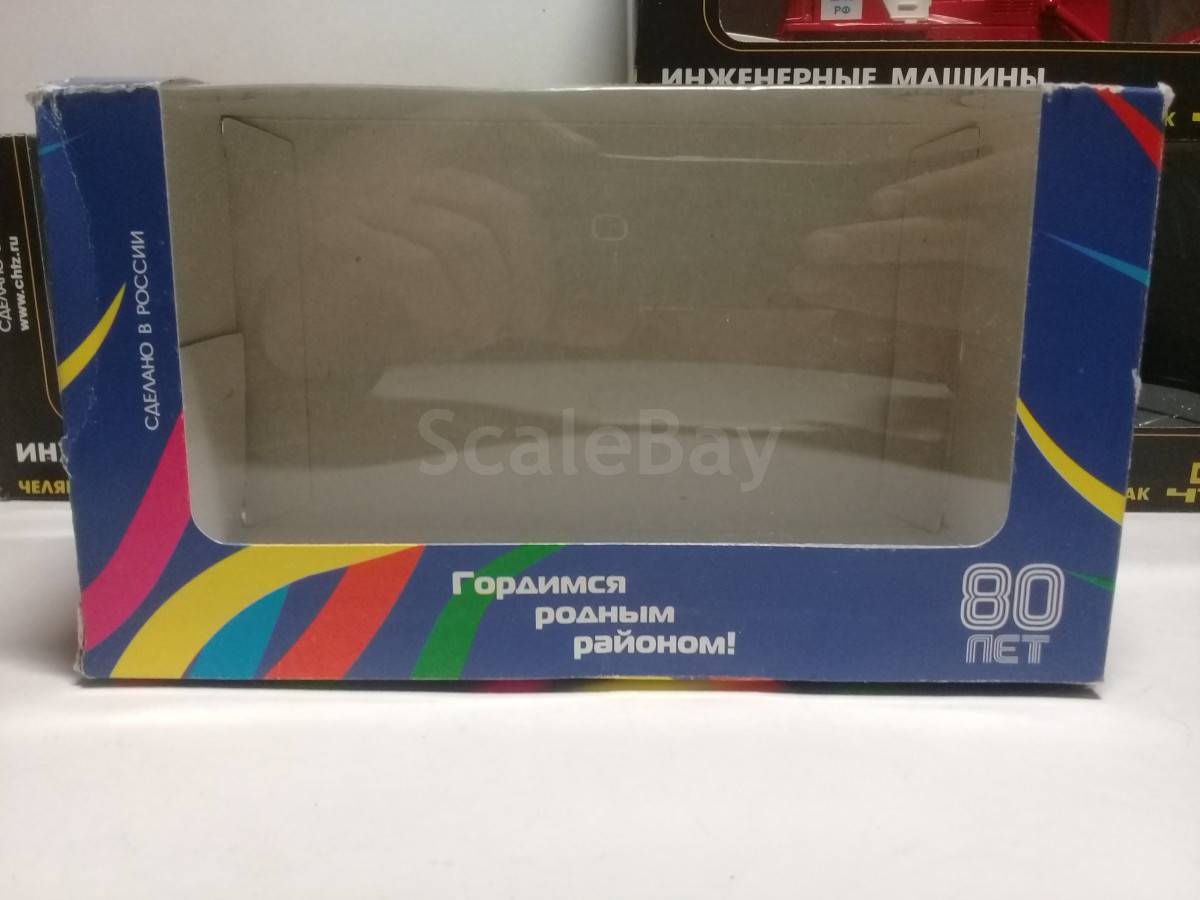 РФ
ИНЖЕНЕРНЫЕ МАШИНЫ
СДЕЛАНО В РОССИИ
www.chtz.ru
ScaleBay
Гордимся
родным
районом!
80
ЛЕТ